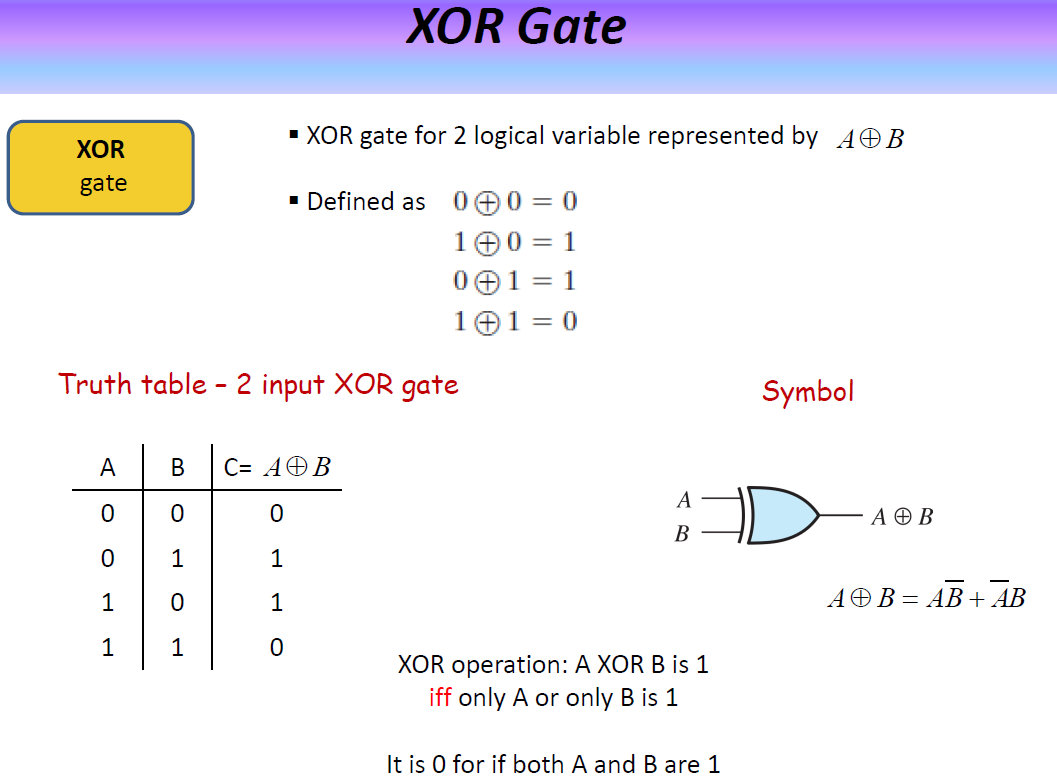 XOR Gate
XOR
gate
▪ XOR gate for 2 logical variable represented by A⊕B
▪ Defined as 0⊕0 = 0
1⊕0 = 1
0⊕1 = 1
1⊕1 = 0
Truth table – 2 input XOR gate
A B C= A⊕B
0 0 0
0 1 1
1 0 1
1 1 0
Symbol
A
B
A ⊕ B
A⊕B = AB̅ + A̅B
XOR operation: A XOR B is 1
iff only A or only B is 1
It is 0 for if both A and B are 1